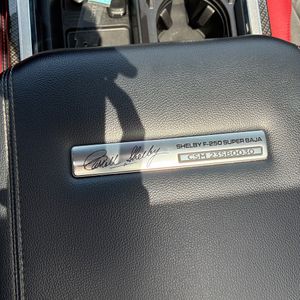 Carroll Shelby
SHELBY F-250 SUPER BAJA
CSM 23SB0030